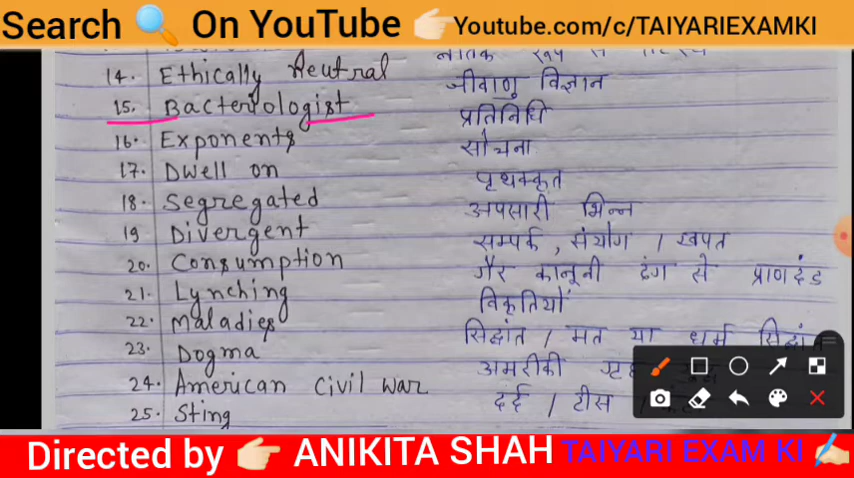 Search 🔍 On YouTube 👉🏻 Youtube.com/c/TAIYARIEXAMKI
14. Ethically Neutral
15. Bacteriologist जीवाणु विज्ञान
16. Exponents प्रतिनिधि
17. Dwell on सोचना
18. Segregated पृथक्कृत
19 Divergent अपसारी भिन्न
20. Consumption सम्पर्क, संयोग / खपत
21. Lynching गैर कानूनी ढंग से प्राणदंड
22. Maladies विकृतियों
23. Dogma सिद्धांत / मत या धर्म सिद्धांत
24. American Civil war अमरीकी
25. Sting दर्द / टीस /
Directed by 👉🏻 ANIKITA SHAH TAIYARI EXAM KI ✍🏻